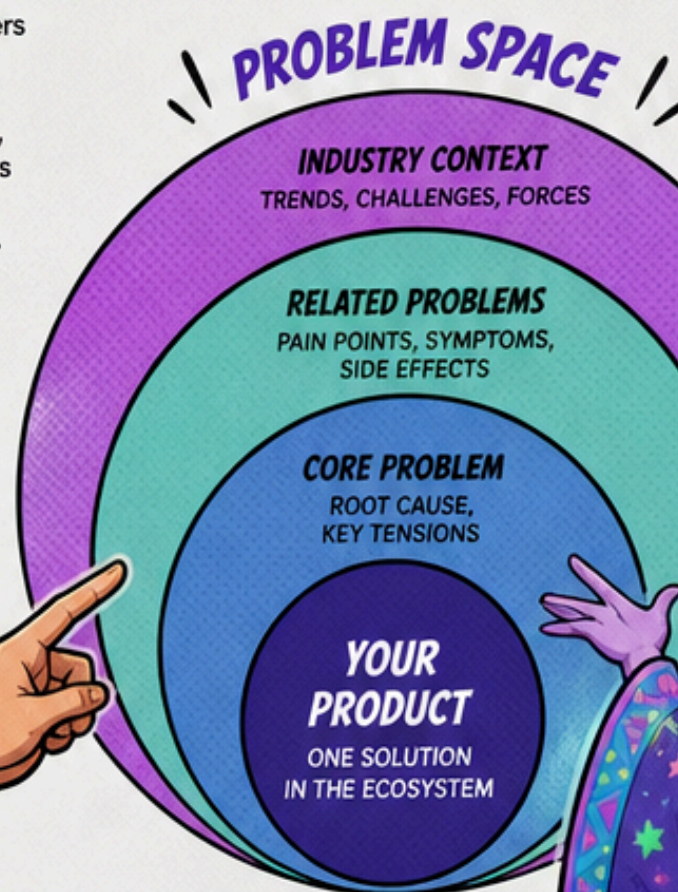 ers
s
PROBLEM SPACE
INDUSTRY CONTEXT
TRENDS, CHALLENGES, FORCES
RELATED PROBLEMS
PAIN POINTS, SYMPTOMS,
SIDE EFFECTS
CORE PROBLEM
ROOT CAUSE,
KEY TENSIONS
YOUR
PRODUCT
ONE SOLUTION
IN THE ECOSYSTEM